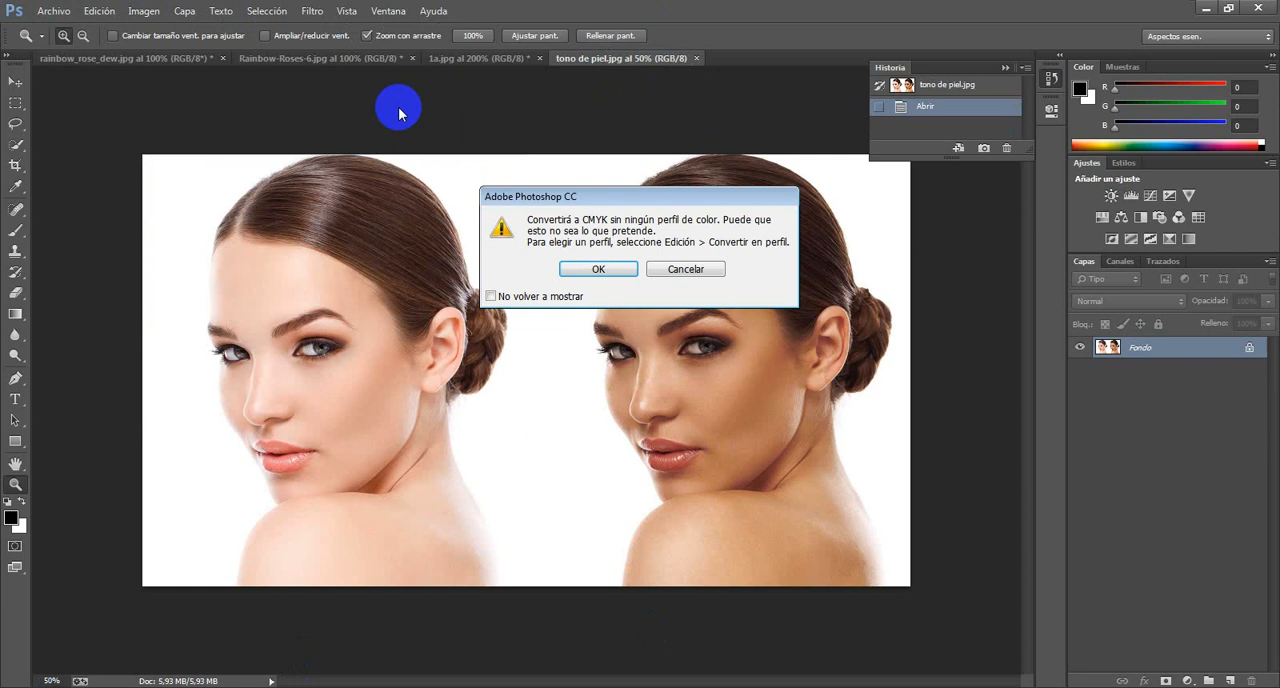 Ps Archivo Edición Imagen Capa Texto Selección Filtro Vista Ventana Ayuda
Cambiar tamaño vent. para ajustar Ampliar/reducir vent. Zoom con arrastre 100% Ajustar pant. Rellenar pant. Aspectos esen.
rainbow_rose_dew.jpg al 100% (RGB/8*) * × Rainbow-Roses-6.jpg al 100% (RGB/8) * × 1a.jpg al 200% (RGB/8) * × tono de piel.jpg al 50% (RGB/8) ×
Historia
tono de piel.jpg
Abrir
Color Muestras
R 0
G 0
B 0
Ajustes Estilos
Añadir un ajuste
Capas Canales Trazados
Tipo
Normal Opacidad: 100%
Bloq.: Relleno: 100%
Fondo
Adobe Photoshop CC
Convertirá a CMYK sin ningún perfil de color. Puede que
esto no sea lo que pretende.
Para elegir un perfil, seleccione Edición > Convertir en perfil.
OK Cancelar
No volver a mostrar
50% Doc: 5,93 MB/5,93 MB